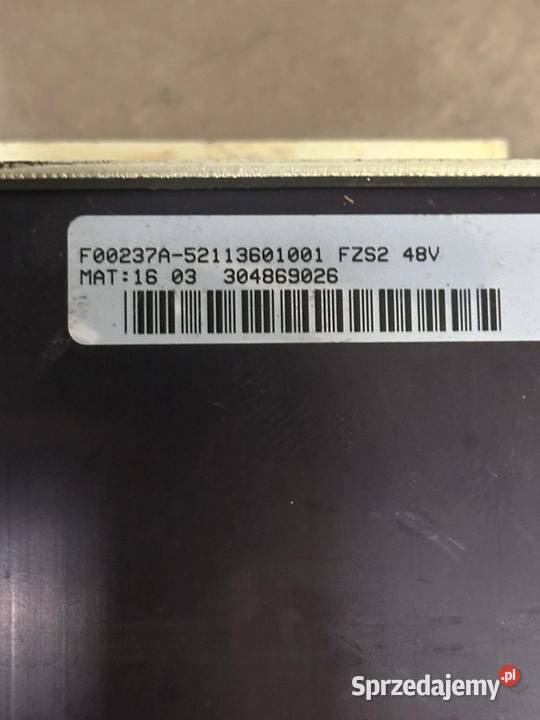 F00237A-52113601001 FZS2 48V
MAT:16 03 304869026
Sprzedajemy.pl